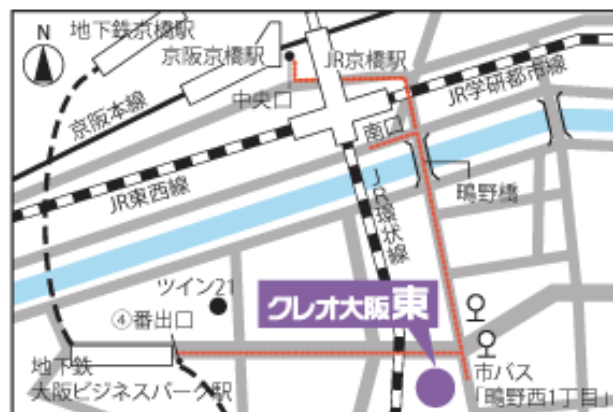 地下鉄京橋駅
N
京阪京橋駅
JR京橋駅
中央口
JR学研都市線
京阪本線
南口
JR東西線
鴫野橋
JR環状線
ツイン21
クレオ大阪東
④番出口
地下鉄
大阪ビジネスパーク駅
市バス
「鴫野西1丁目」